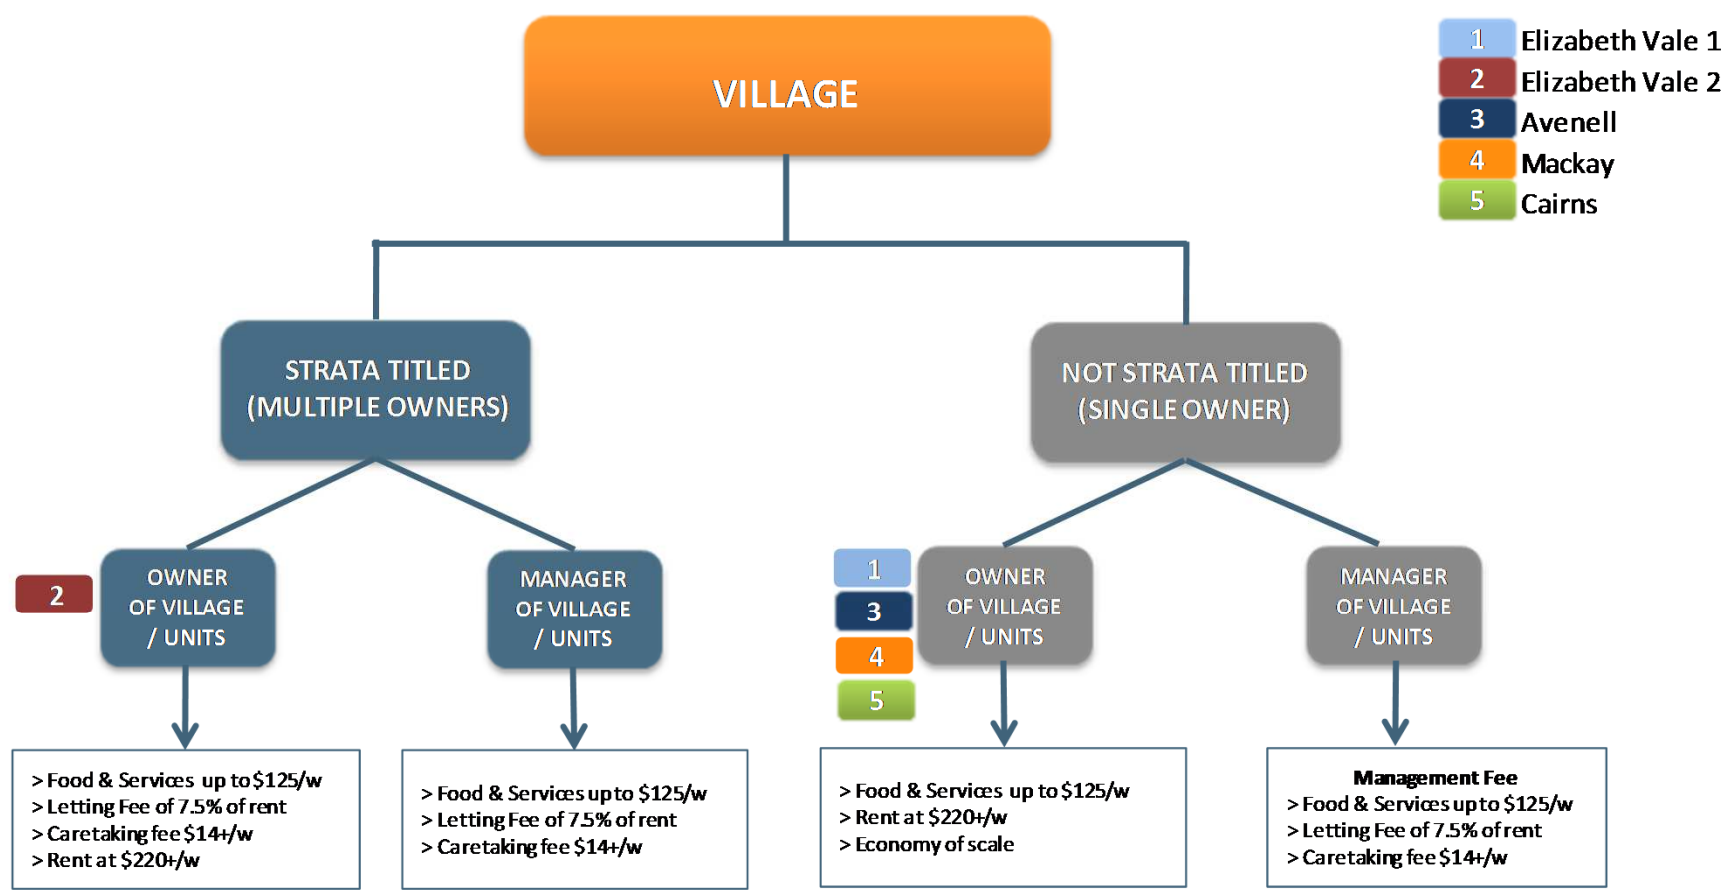 VILLAGE
1 Elizabeth Vale 1
2 Elizabeth Vale 2
3 Avenell
4 Mackay
5 Cairns
STRATA TITLED
(MULTIPLE OWNERS)
NOT STRATA TITLED
(SINGLE OWNER)
2
OWNER
OF VILLAGE
/ UNITS
MANAGER
OF VILLAGE
/ UNITS
1
3
4
5
OWNER
OF VILLAGE
/ UNITS
MANAGER
OF VILLAGE
/ UNITS
> Food & Services up to $125/w
> Letting Fee of 7.5% of rent
> Caretaking fee $14+/w
> Rent at $220+/w
> Food & Services up to $125/w
> Letting Fee of 7.5% of rent
> Caretaking fee $14+/w
> Food & Services up to $125/w
> Rent at $220+/w
> Economy of scale
Management Fee
> Food & Services up to $125/w
> Letting Fee of 7.5% of rent
> Caretaking fee $14+/w